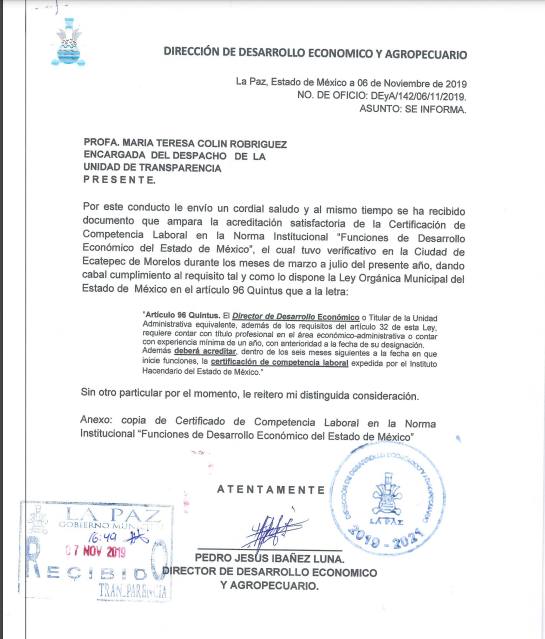 DIRECCIÓN DE DESARROLLO ECONOMICO Y AGROPECUARIO
La Paz, Estado de México a 06 de Noviembre de 2019
NO. DE OFICIO: DEyA/142/06/11/2019.
ASUNTO: SE INFORMA.
PROFA. MARIA TERESA COLIN ROBRIGUEZ
ENCARGADA DEL DESPACHO DE LA
UNIDAD DE TRANSPARENCIA
P R E S E N T E.
Por este conducto le envío un cordial saludo y al mismo tiempo se ha recibido
documento que ampara la acreditación satisfactoria de la Certificación de
Competencia Laboral en la Norma Institucional "Funciones de Desarrollo
Económico del Estado de México", el cual tuvo verificativo en la Ciudad de
Ecatepec de Morelos durante los meses de marzo a julio del presente año, dando
cabal cumplimiento al requisito tal y como lo dispone la Ley Orgánica Municipal del
Estado de México en el artículo 96 Quintus que a la letra:
"Artículo 96 Quintus. El Director de Desarrollo Económico o Titular de la Unidad
Administrativa equivalente, además de los requisitos del artículo 32 de esta Ley,
requiere contar con título profesional en el área económico-administrativa o contar
con experiencia mínima de un año, con anterioridad a la fecha de su designación.
Además deberá acreditar, dentro de los seis meses siguientes a la fecha en que
inicie funciones, la certificación de competencia laboral expedida por el Instituto
Hacendario del Estado de México."
Sin otro particular por el momento, le reitero mi distinguida consideración.
Anexo: copia de Certificado de Competencia Laboral en la Norma
Institucional "Funciones de Desarrollo Económico del Estado de México"
A T E N T A M E N T E
DIRECCIÓN DE DESARROLLO ECONOMICO Y AGROPECUARIO
LA PAZ
2019 - 2021
LA PAZ
GOBIERNO MUNICI
16:49
07 NOV 2019
RECIBIDO
TRANSPARENCIA
PEDRO JESUS IBAÑEZ LUNA.
DIRECTOR DE DESARROLLO ECONOMICO
Y AGROPECUARIO.